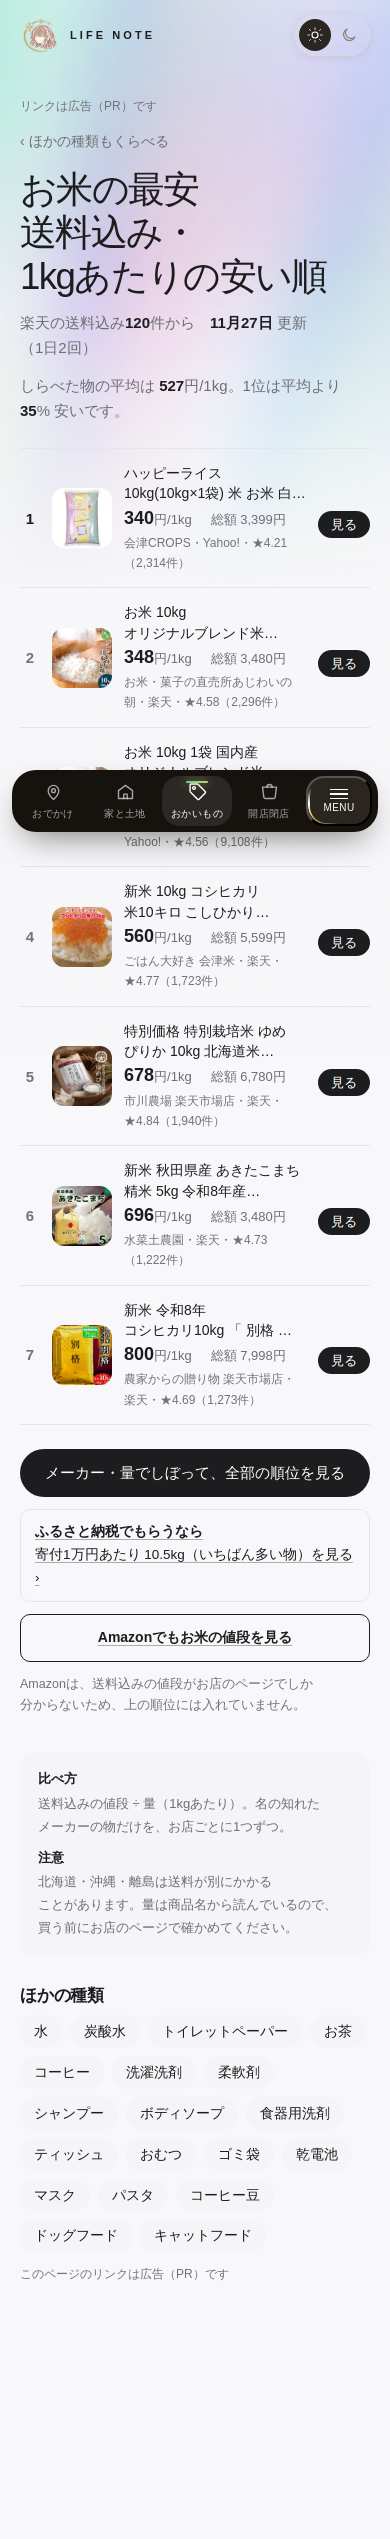 LIFE NOTE
リンクは広告（PR）です
‹ ほかの種類もくらべる
お米の最安
送料込み・
1kgあたりの安い順
楽天の送料込み120件から　11月27日 更新
（1日2回）
しらべた物の平均は 527円/1kg。1位は平均より
35% 安いです。
1
ハッピーライス
10kg(10kg×1袋) 米 お米 白…
340円/1kg 総額 3,399円
会津CROPS・Yahoo!・★4.21
（2,314件）
見る
2
お米 10kg
オリジナルブレンド米…
348円/1kg 総額 3,480円
お米・菓子の直売所あじわいの
朝・楽天・★4.58（2,296件）
見る
お米 10kg 1袋 国内産
おでかけ
家と土地
おかいもの
開店閉店
MENU
Yahoo!・★4.56（9,108件）
4
新米 10kg コシヒカリ
米10キロ こしひかり…
560円/1kg 総額 5,599円
ごはん大好き 会津米・楽天・
★4.77（1,723件）
見る
5
特別価格 特別栽培米 ゆめ
ぴりか 10kg 北海道米…
678円/1kg 総額 6,780円
市川農場 楽天市場店・楽天・
★4.84（1,940件）
見る
6
あきたこまち
5
新米 秋田県産 あきたこまち
精米 5kg 令和8年産…
696円/1kg 総額 3,480円
水菜土農園・楽天・★4.73
（1,222件）
見る
7
別格
新米 令和8年
コシヒカリ10kg 「 別格 …
800円/1kg 総額 7,998円
農家からの贈り物 楽天市場店・
楽天・★4.69（1,273件）
見る
メーカー・量でしぼって、全部の順位を見る
ふるさと納税でもらうなら
寄付1万円あたり 10.5kg（いちばん多い物）を見る
›
Amazonでもお米の値段を見る
Amazonは、送料込みの値段がお店のページでしか
分からないため、上の順位には入れていません。
比べ方
送料込みの値段 ÷ 量（1kgあたり）。名の知れた
メーカーの物だけを、お店ごとに1つずつ。
注意
北海道・沖縄・離島は送料が別にかかる
ことがあります。量は商品名から読んでいるので、
買う前にお店のページで確かめてください。
ほかの種類
水 炭酸水 トイレットペーパー お茶
コーヒー 洗濯洗剤 柔軟剤
シャンプー ボディソープ 食器用洗剤
ティッシュ おむつ ゴミ袋 乾電池
マスク パスタ コーヒー豆
ドッグフード キャットフード
このページのリンクは広告（PR）です